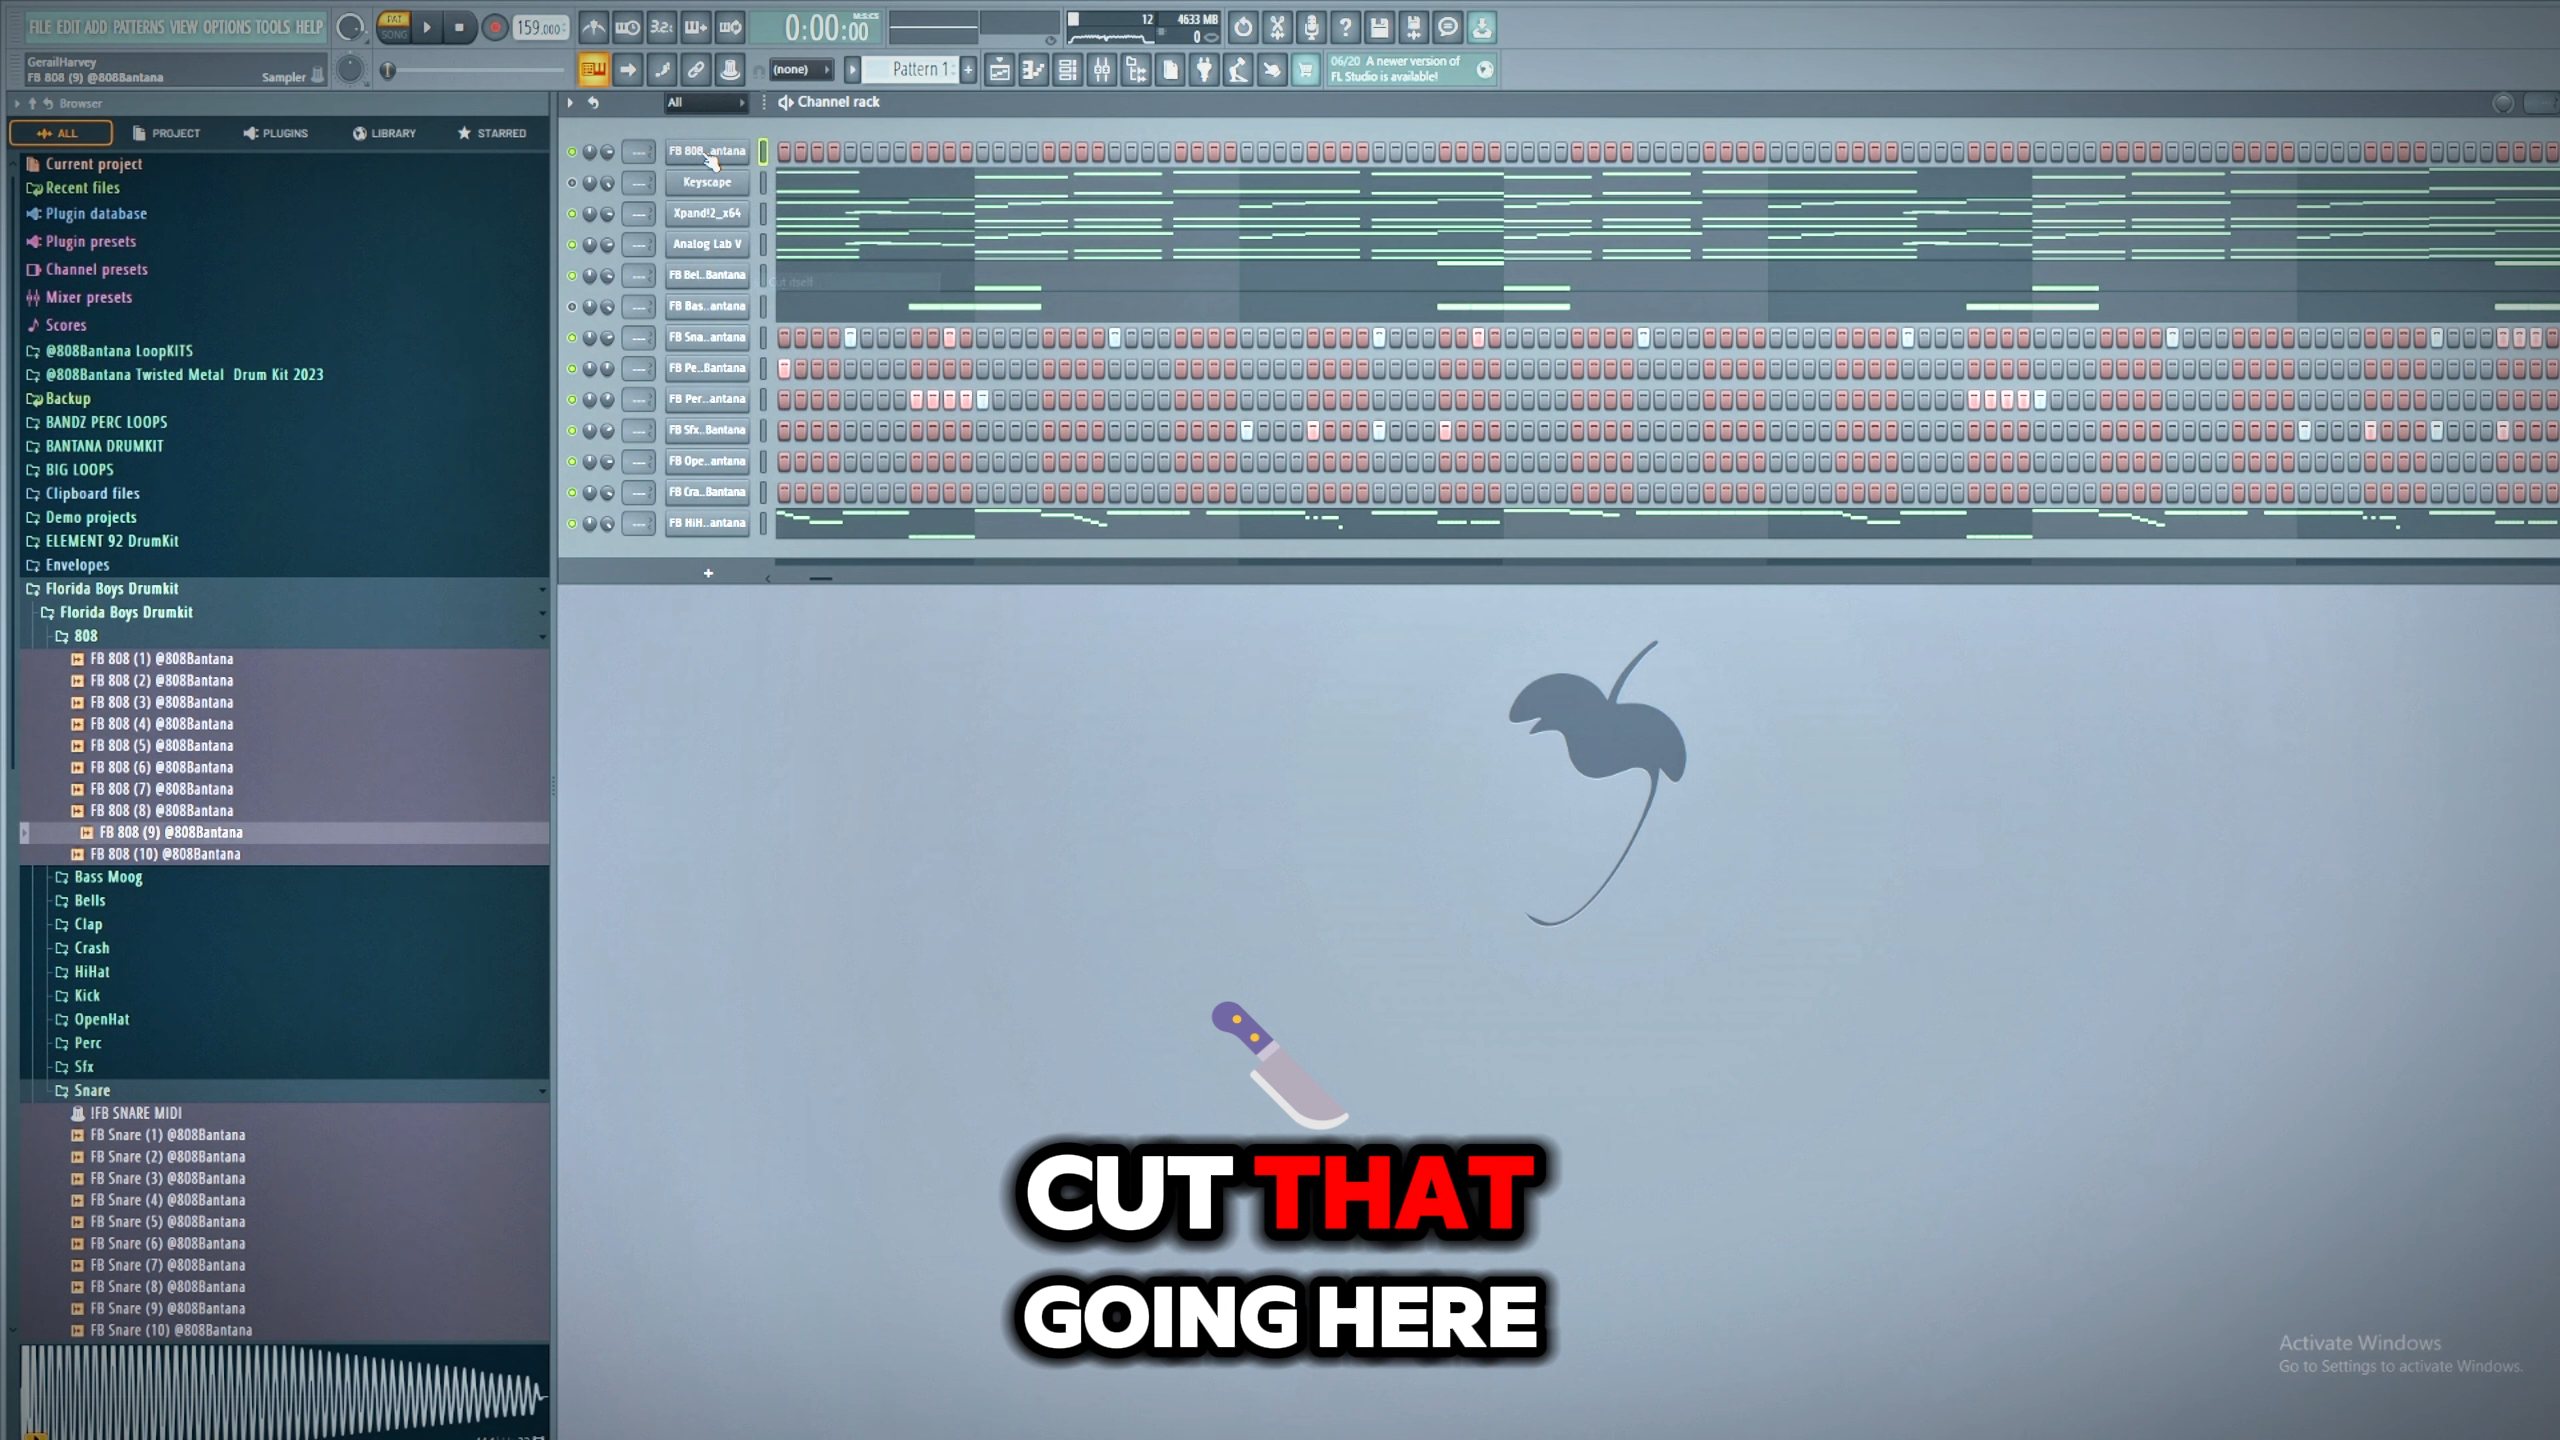 FILE EDIT ADD PATTERNS VIEW OPTIONS TOOLS HELP
PAT
SONG
159.000
3.2
0:00:00
M:S:CS
12
4633 MB
0
GerailHarvey
FB 808 (9) @808Bantana
Sampler
(none)
Pattern 1
06/20 A newer version of
FL Studio is available!
Browser
All
Channel rack
ALL
PROJECT
PLUGINS
LIBRARY
STARRED
Current project
Recent files
Plugin database
Plugin presets
Channel presets
Mixer presets
Scores
@808Bantana LoopKITS
@808Bantana Twisted Metal Drum Kit 2023
Backup
BANDZ PERC LOOPS
BANTANA DRUMKIT
BIG LOOPS
Clipboard files
Demo projects
ELEMENT 92 DrumKit
Envelopes
Florida Boys Drumkit
Florida Boys Drumkit
808
FB 808 (1) @808Bantana
FB 808 (2) @808Bantana
FB 808 (3) @808Bantana
FB 808 (4) @808Bantana
FB 808 (5) @808Bantana
FB 808 (6) @808Bantana
FB 808 (7) @808Bantana
FB 808 (8) @808Bantana
FB 808 (9) @808Bantana
FB 808 (10) @808Bantana
Bass Moog
Bells
Clap
Crash
HiHat
Kick
OpenHat
Perc
Sfx
Snare
!FB SNARE MIDI
FB Snare (1) @808Bantana
FB Snare (2) @808Bantana
FB Snare (3) @808Bantana
FB Snare (4) @808Bantana
FB Snare (5) @808Bantana
FB Snare (6) @808Bantana
FB Snare (7) @808Bantana
FB Snare (8) @808Bantana
FB Snare (9) @808Bantana
FB Snare (10) @808Bantana
FB 808..antana
Keyscape
Xpand!2_x64
Analog Lab V
FB Bel..Bantana
Cut itself
FB Bas..antana
FB Sna..antana
FB Pe..Bantana
FB Per..antana
FB Sfx..Bantana
FB Ope..antana
FB Cra..Bantana
FB HiH..antana
CUT THAT
GOING HERE
Activate Windows
Go to Settings to activate Windows.